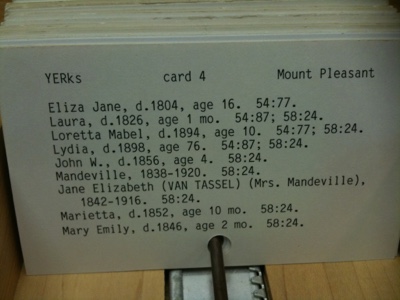 YERks card 4 Mount Pleasant
Eliza Jane, d.1804, age 16. 54:77.
Laura, d.1826, age 1 mo. 54:87; 58:24.
Loretta Mabel, d.1894, age 10. 54:77; 58:24.
Lydia, d.1898, age 76. 54:87; 58:24.
John W., d.1856, age 4. 58:24.
Mandeville, 1838-1920. 58:24.
Jane Elizabeth (VAN TASSEL) (Mrs. Mandeville),
1842-1916. 58:24.
Marietta, d.1852, age 10 mo. 58:24.
Mary Emily, d.1846, age 2 mo. 58:24.